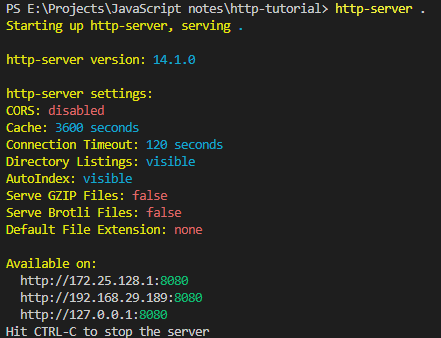 PS E:\Projects\JavaScript notes\http-tutorial> http-server .
Starting up http-server, serving .
http-server version: 14.1.0
http-server settings:
CORS: disabled
Cache: 3600 seconds
Connection Timeout: 120 seconds
Directory Listings: visible
AutoIndex: visible
Serve GZIP Files: false
Serve Brotli Files: false
Default File Extension: none
Available on:
http://172.25.128.1:8080
http://192.168.29.189:8080
http://127.0.0.1:8080
Hit CTRL-C to stop the server